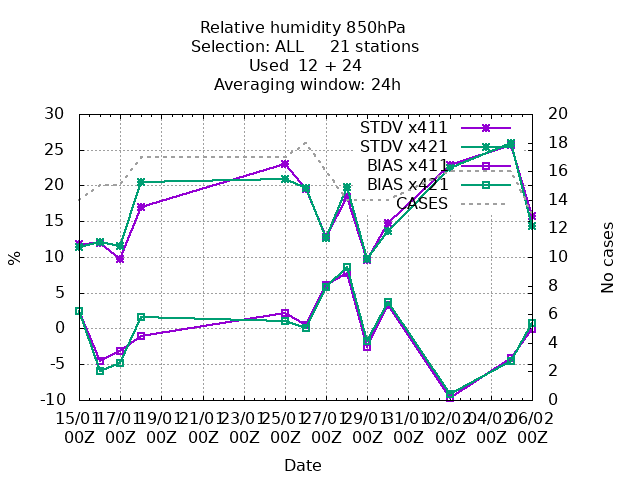 Relative humidity 850hPa
Selection: ALL 21 stations
Used 12 + 24
Averaging window: 24h
30 20
25 18
20 16
15 14
10 12
5 10
0 8
-5 6
-10 4
2
0
STDV x411
STDV x421
BIAS x411
BIAS x421
CASES
%
No cases
15/01 17/01 19/01 21/01 23/01 25/01 27/01 29/01 31/01 02/02 04/02 06/02
00Z 00Z 00Z 00Z 00Z 00Z 00Z 00Z 00Z 00Z 00Z 00Z
Date